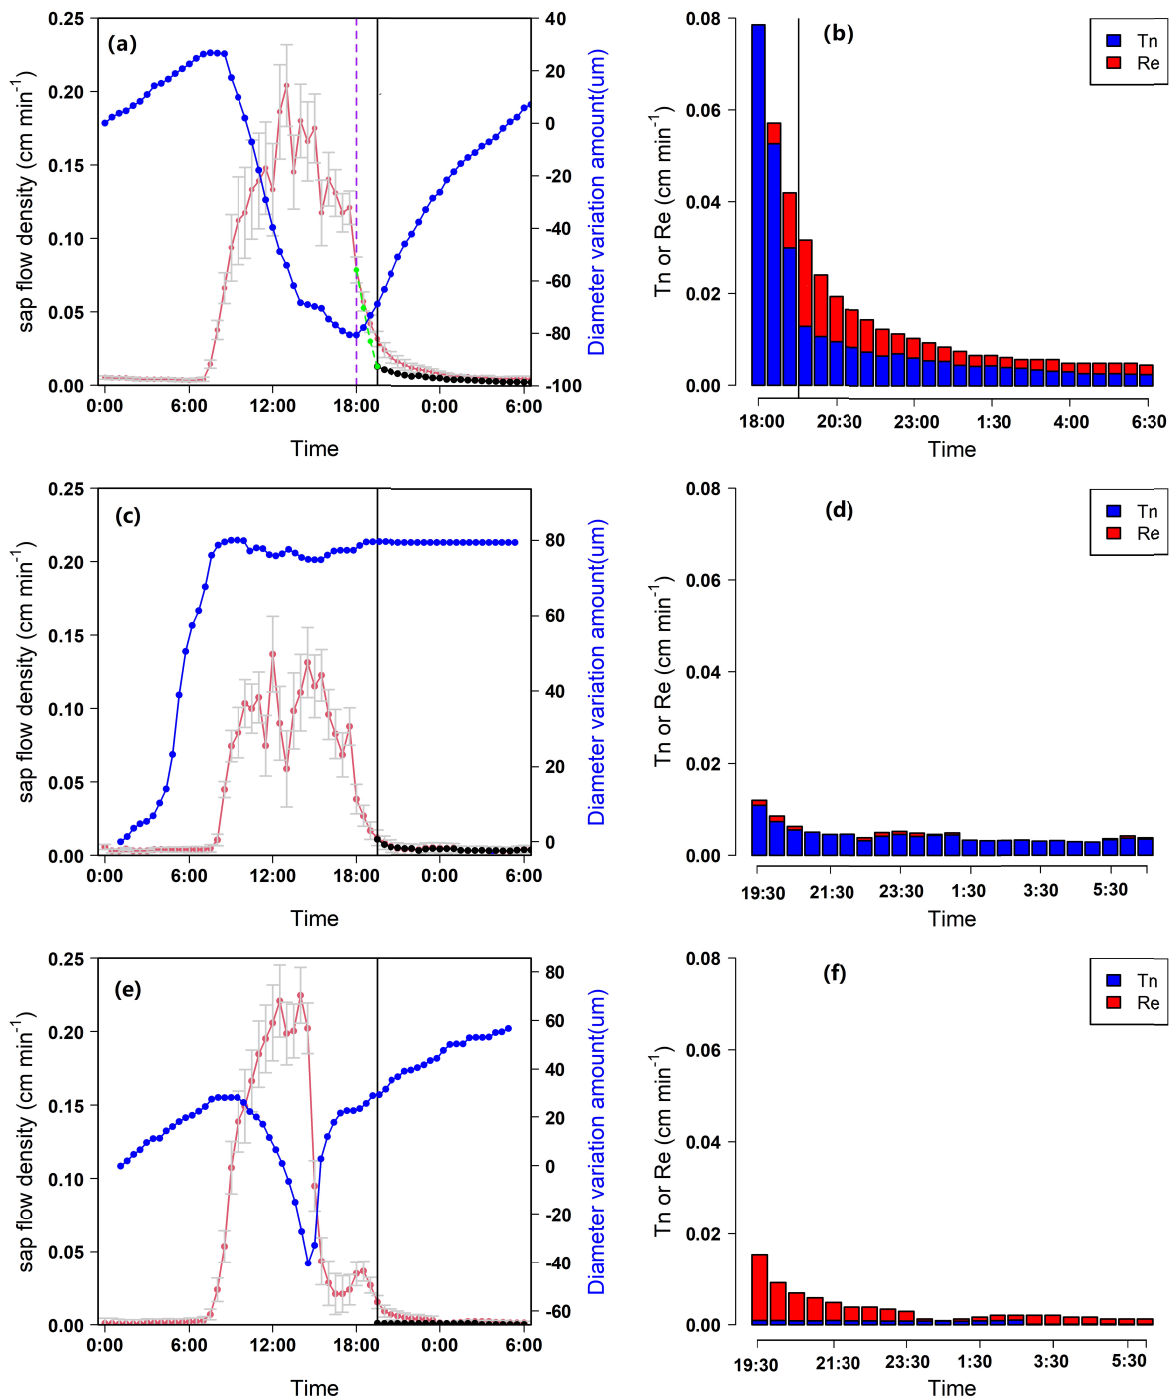 (a)
sap flow density (cm min-1)
0.25
0.20
0.15
0.10
0.05
0.00
40
20
0
-20
-40
-60
-80
-100
Diameter variation amount(um)
0:00 6:00 12:00 18:00 0:00 6:00
Time
(b)
Tn or Re (cm min-1)
0.08
0.06
0.04
0.02
0.00
Tn
Re
18:00 20:30 23:00 1:30 4:00 6:30
Time
(c)
sap flow density (cm min-1)
0.25
0.20
0.15
0.10
0.05
0.00
80
60
40
20
0
Diameter variation amount(um)
0:00 6:00 12:00 18:00 0:00 6:00
Time
(d)
Tn or Re (cm min-1)
0.08
0.06
0.04
0.02
0.00
Tn
Re
19:30 21:30 23:30 1:30 3:30 5:30
Time
(e)
sap flow density (cm min-1)
0.25
0.20
0.15
0.10
0.05
0.00
80
60
40
20
0
-20
-40
-60
Diameter variation amount(um)
0:00 6:00 12:00 18:00 0:00 6:00
Time
(f)
Tn or Re (cm min-1)
0.08
0.06
0.04
0.02
0.00
Tn
Re
19:30 21:30 23:30 1:30 3:30 5:30
Time